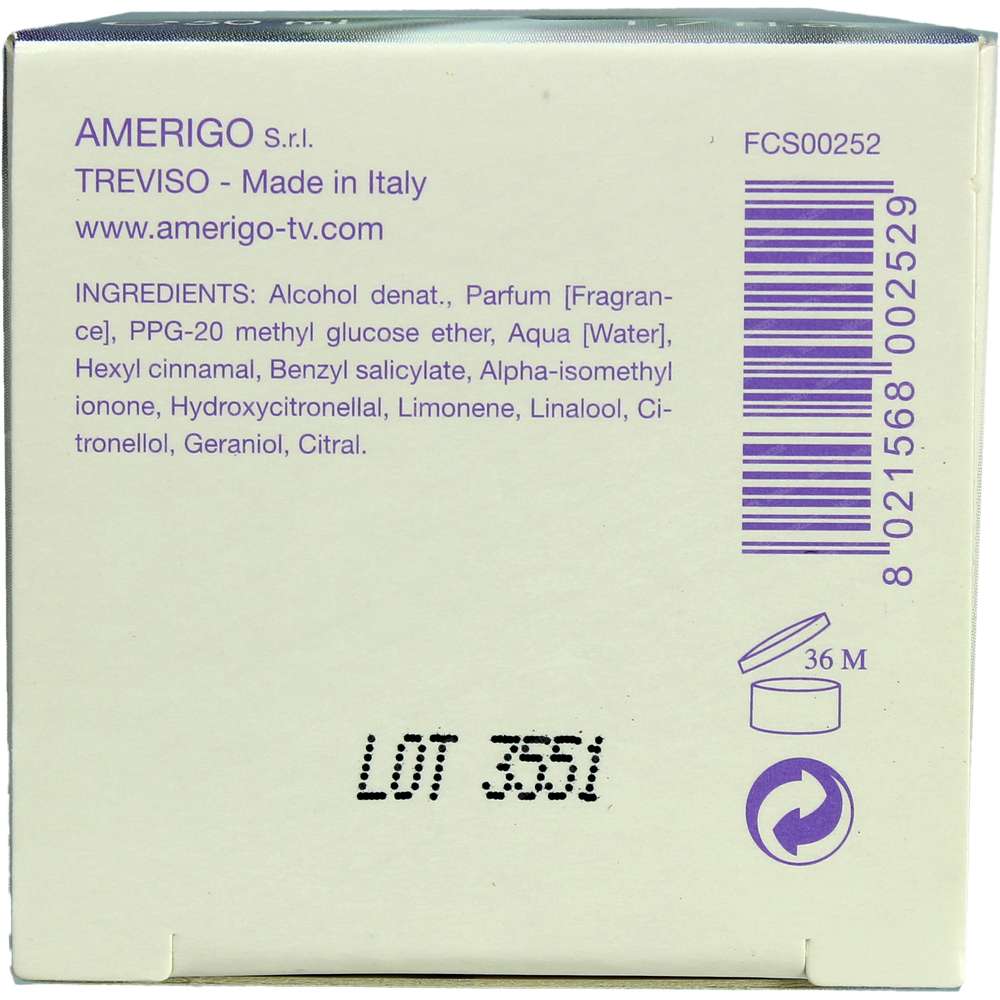 50 ml
AMERIGO S.r.l.
TREVISO - Made in Italy
www.amerigo-tv.com
INGREDIENTS: Alcohol denat., Parfum [Fragran-
ce], PPG-20 methyl glucose ether, Aqua [Water],
Hexyl cinnamal, Benzyl salicylate, Alpha-isomethyl
ionone, Hydroxycitronellal, Limonene, Linalool, Ci-
tronellol, Geraniol, Citral.
FCS00252
8 021568 002529
36 M
LOT 3551